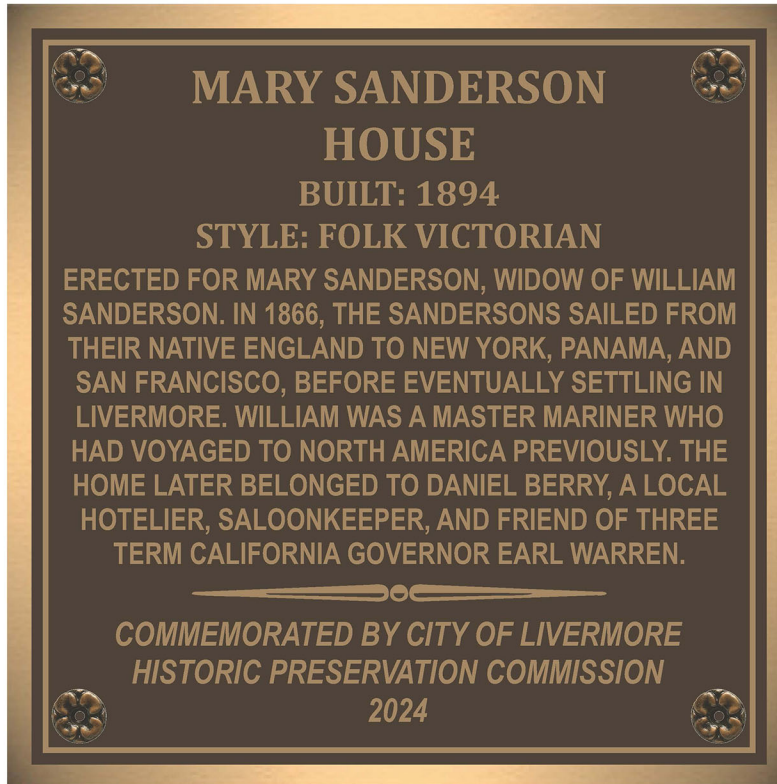 MARY SANDERSON
HOUSE
BUILT: 1894
STYLE: FOLK VICTORIAN
ERECTED FOR MARY SANDERSON, WIDOW OF WILLIAM
SANDERSON. IN 1866, THE SANDERSONS SAILED FROM
THEIR NATIVE ENGLAND TO NEW YORK, PANAMA, AND
SAN FRANCISCO, BEFORE EVENTUALLY SETTLING IN
LIVERMORE. WILLIAM WAS A MASTER MARINER WHO
HAD VOYAGED TO NORTH AMERICA PREVIOUSLY. THE
HOME LATER BELONGED TO DANIEL BERRY, A LOCAL
HOTELIER, SALOONKEEPER, AND FRIEND OF THREE
TERM CALIFORNIA GOVERNOR EARL WARREN.
COMMEMORATED BY CITY OF LIVERMORE
HISTORIC PRESERVATION COMMISSION
2024